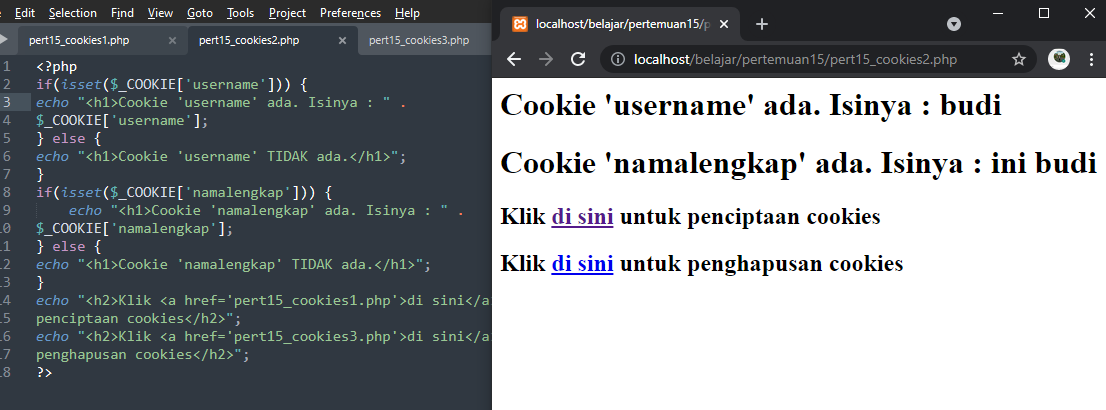 Edit Selection Find View Goto Tools Project Preferences Help
pert15_cookies1.php × pert15_cookies2.php × pert15_cookies3.php
1 <?php
2 if(isset($_COOKIE['username'])) {
3 echo "<h1>Cookie 'username' ada. Isinya : " .
4 $_COOKIE['username'];
5 } else {
6 echo "<h1>Cookie 'username' TIDAK ada.</h1>";
7 }
8 if(isset($_COOKIE['namalengkap'])) {
9 echo "<h1>Cookie 'namalengkap' ada. Isinya : " .
10 $_COOKIE['namalengkap'];
11 } else {
12 echo "<h1>Cookie 'namalengkap' TIDAK ada.</h1>";
13 }
14 echo "<h2>Klik <a href='pert15_cookies1.php'>di sini</a
15 penciptaan cookies</h2>";
16 echo "<h2>Klik <a href='pert15_cookies3.php'>di sini</a
17 penghapusan cookies</h2>";
18 ?>
localhost/belajar/pertemuan15/p
localhost/belajar/pertemuan15/pert15_cookies2.php
Cookie 'username' ada. Isinya : budi
Cookie 'namalengkap' ada. Isinya : ini budi
Klik di sini untuk penciptaan cookies
Klik di sini untuk penghapusan cookies